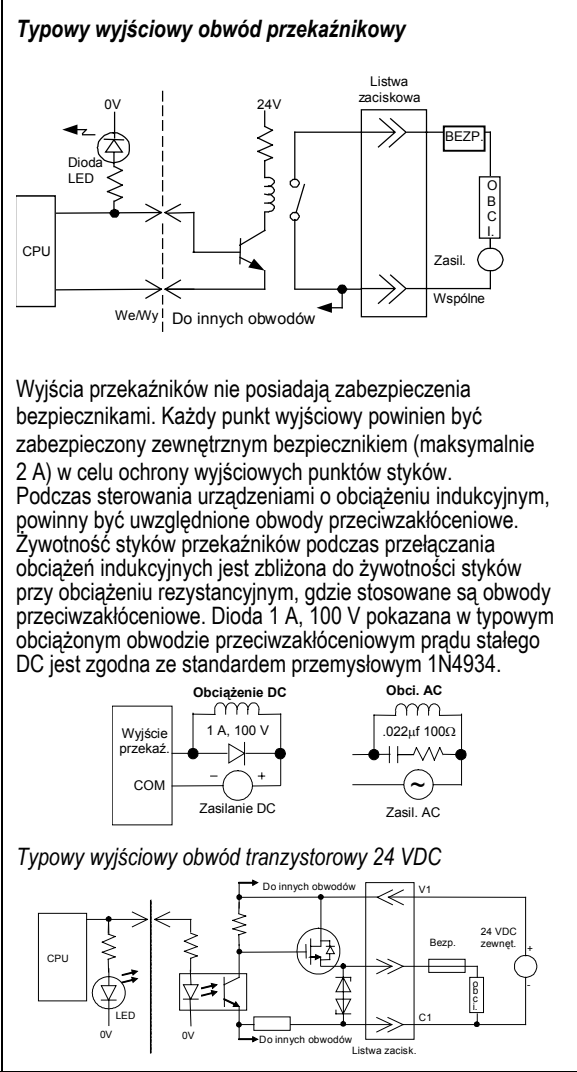 Typowy wyjściowy obwód przekaźnikowy
Listwa
zaciskowa
0V
24V
BEZP.
Dioda
LED
O
B
C
I.
CPU
Zasil.
Wspólne
We/Wy
Do innych obwodów
Wyjścia przekaźników nie posiadają zabezpieczenia
bezpiecznikami. Każdy punkt wyjściowy powinien być
zabezpieczony zewnętrznym bezpiecznikiem (maksymalnie
2 A) w celu ochrony wyjściowych punktów styków.
Podczas sterowania urządzeniami o obciążeniu indukcyjnym,
powinny być uwzględnione obwody przeciwzakłóceniowe.
Żywotność styków przekaźników podczas przełączania
obciążeń indukcyjnych jest zbliżona do żywotności styków
przy obciążeniu rezystancyjnym, gdzie stosowane są obwody
przeciwzakłóceniowe. Dioda 1 A, 100 V pokazana w typowym
obciążonym obwodzie przeciwzakłóceniowym prądu stałego
DC jest zgodna ze standardem przemysłowym 1N4934.
Obciążenie DC
Obci. AC
Wyjście
przekaź.
1 A, 100 V
.022µf 100Ω
COM
– +
~
Zasilanie DC
Zasil. AC
Typowy wyjściowy obwód tranzystorowy 24 VDC
Do innych obwodów
V1
CPU
Bezp.
24 VDC
zewnęt.
+
-
o
b
c
i.
LED
0V
0V
C1
Do innych obwodów
Listwa zacisk.